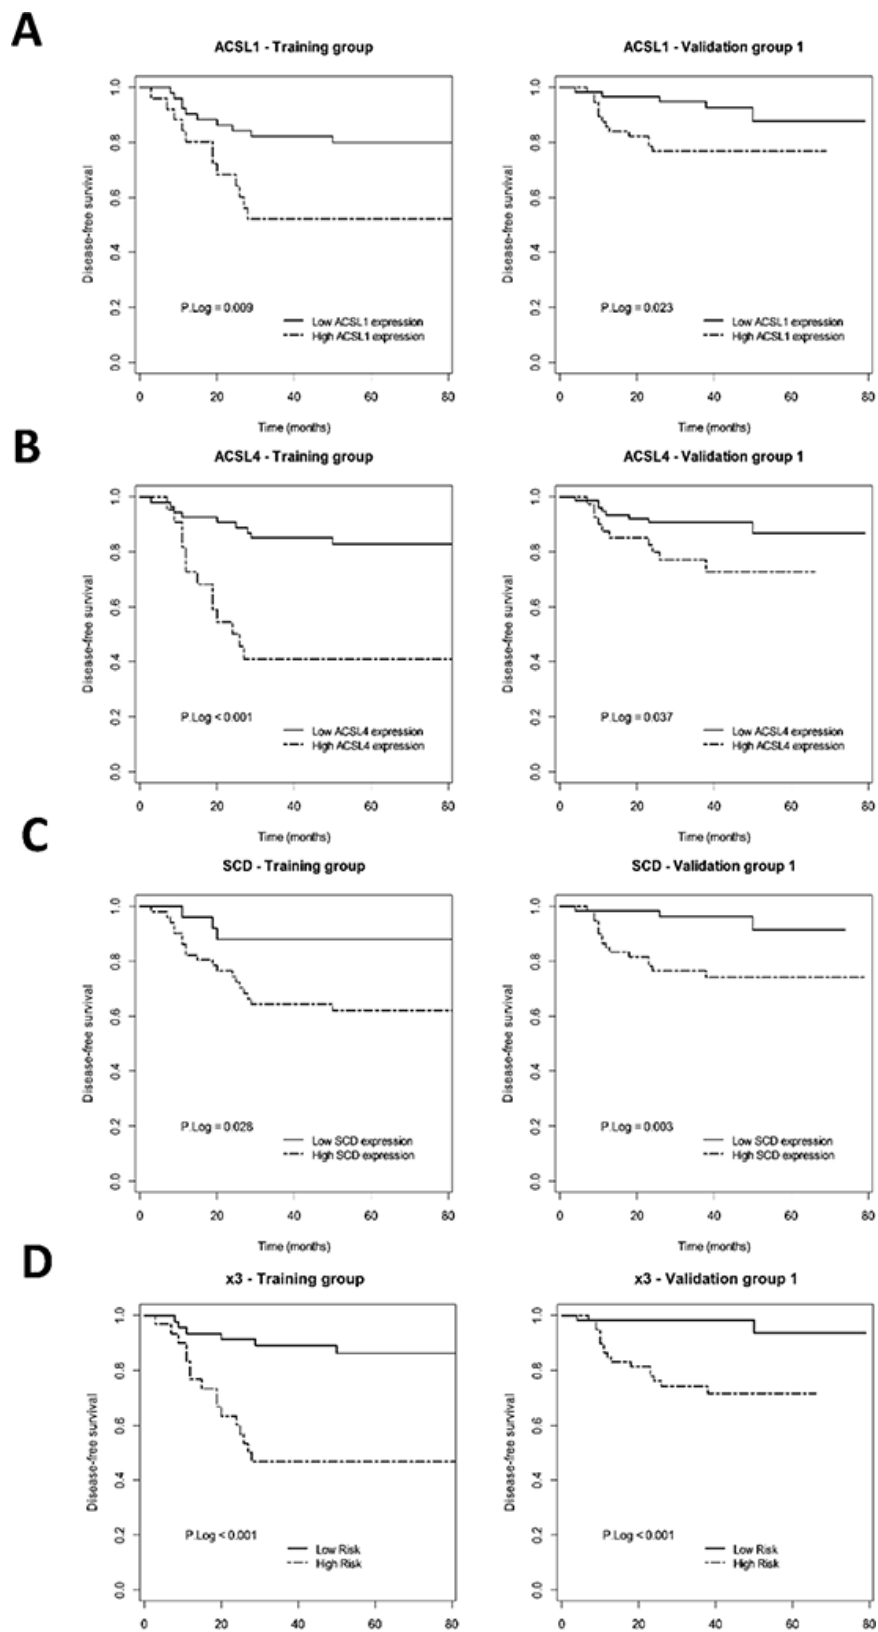 A
ACSL1 - Training group
Disease-free survival
1.0
0.8
0.6
0.4
0.2
0.0
P.Log = 0.009
Low ACSL1 expression
High ACSL1 expression
0 20 40 60 80
Time (months)
ACSL1 - Validation group 1
Disease-free survival
1.0
0.8
0.6
0.4
0.2
0.0
P.Log = 0.023
Low ACSL1 expression
High ACSL1 expression
0 20 40 60 80
Time (months)
B
ACSL4 - Training group
Disease-free survival
1.0
0.8
0.6
0.4
0.2
0.0
P.Log < 0.001
Low ACSL4 expression
High ACSL4 expression
0 20 40 60 80
Time (months)
ACSL4 - Validation group 1
Disease-free survival
1.0
0.8
0.6
0.4
0.2
0.0
P.Log = 0.037
Low ACSL4 expression
High ACSL4 expression
0 20 40 60 80
Time (months)
C
SCD - Training group
Disease-free survival
1.0
0.8
0.6
0.4
0.2
0.0
P.Log = 0.026
Low SCD expression
High SCD expression
0 20 40 60 80
Time (months)
SCD - Validation group 1
Disease-free survival
1.0
0.8
0.6
0.4
0.2
0.0
P.Log = 0.003
Low SCD expression
High SCD expression
0 20 40 60 80
Time (months)
D
x3 - Training group
Disease-free survival
1.0
0.8
0.6
0.4
0.2
0.0
P.Log < 0.001
Low Risk
High Risk
0 20 40 60 80
x3 - Validation group 1
Disease-free survival
1.0
0.8
0.6
0.4
0.2
0.0
P.Log < 0.001
Low Risk
High Risk
0 20 40 60 80